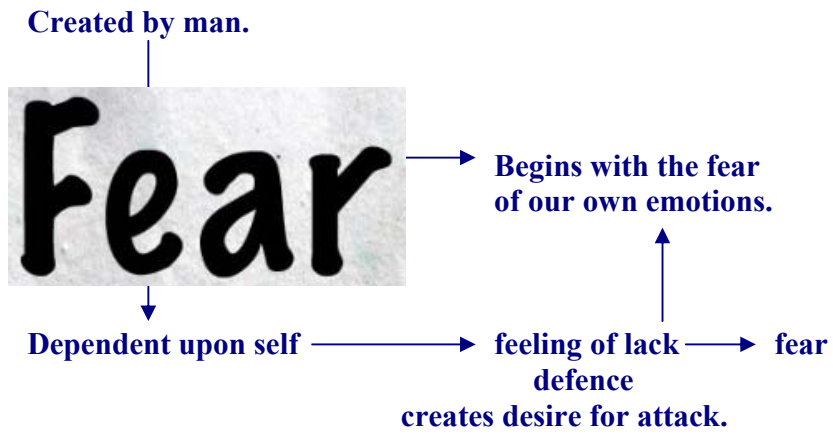 Created by man.
Fear
Begins with the fear
of our own emotions.
Dependent upon self
feeling of lack
fear
defence
creates desire for attack.